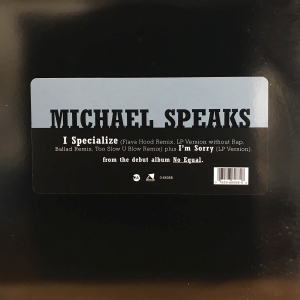 MICHAEL SPEAKS
I Specialize (Flava Hood Remix, LP Version without Rap,
Ballad Remix, Too Slow U Blow Remix) plus I'm Sorry (LP Version).
from the debut album No Equal.